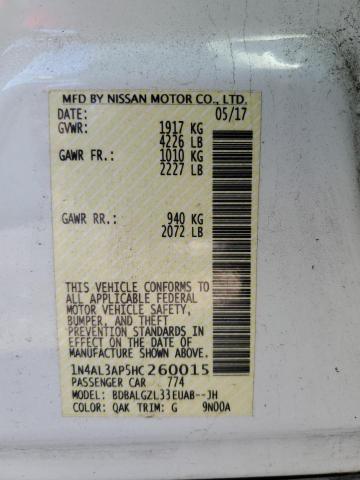 MFD BY NISSAN MOTOR CO., LTD.
DATE: 05/17
GVWR: 1917 KG
4226 LB
GAWR FR.: 1010 KG
2227 LB
GAWR RR.: 940 KG
2072 LB
THIS VEHICLE CONFORMS TO
ALL APPLICABLE FEDERAL
MOTOR VEHICLE SAFETY,
BUMPER, AND THEFT
PREVENTION STANDARDS IN
EFFECT ON THE DATE OF
MANUFACTURE SHOWN ABOVE.
1N4AL3AP5HC260015
PASSENGER CAR 774
MODEL: BDBALGZL33EUAB--JH
COLOR: QAK TRIM: G 9N00A